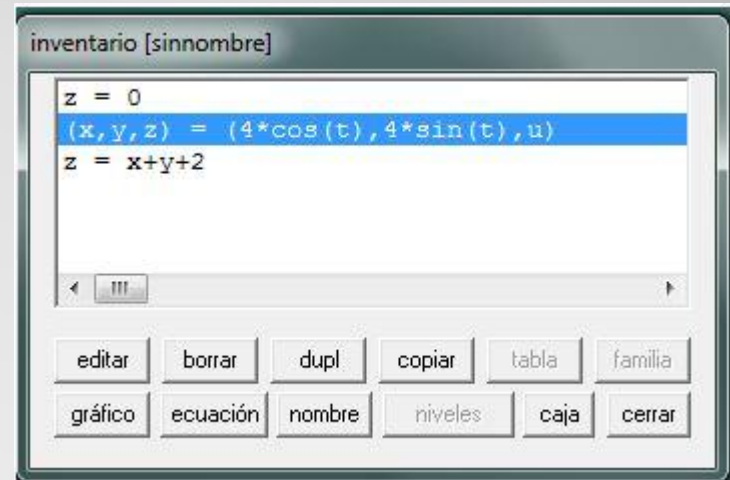 inventario [sinnombre]
z = 0
(x,y,z) = (4*cos(t),4*sin(t),u)
z = x+y+2
editar borrar dupl copiar tabla familia
gráfico ecuación nombre niveles caja cerrar